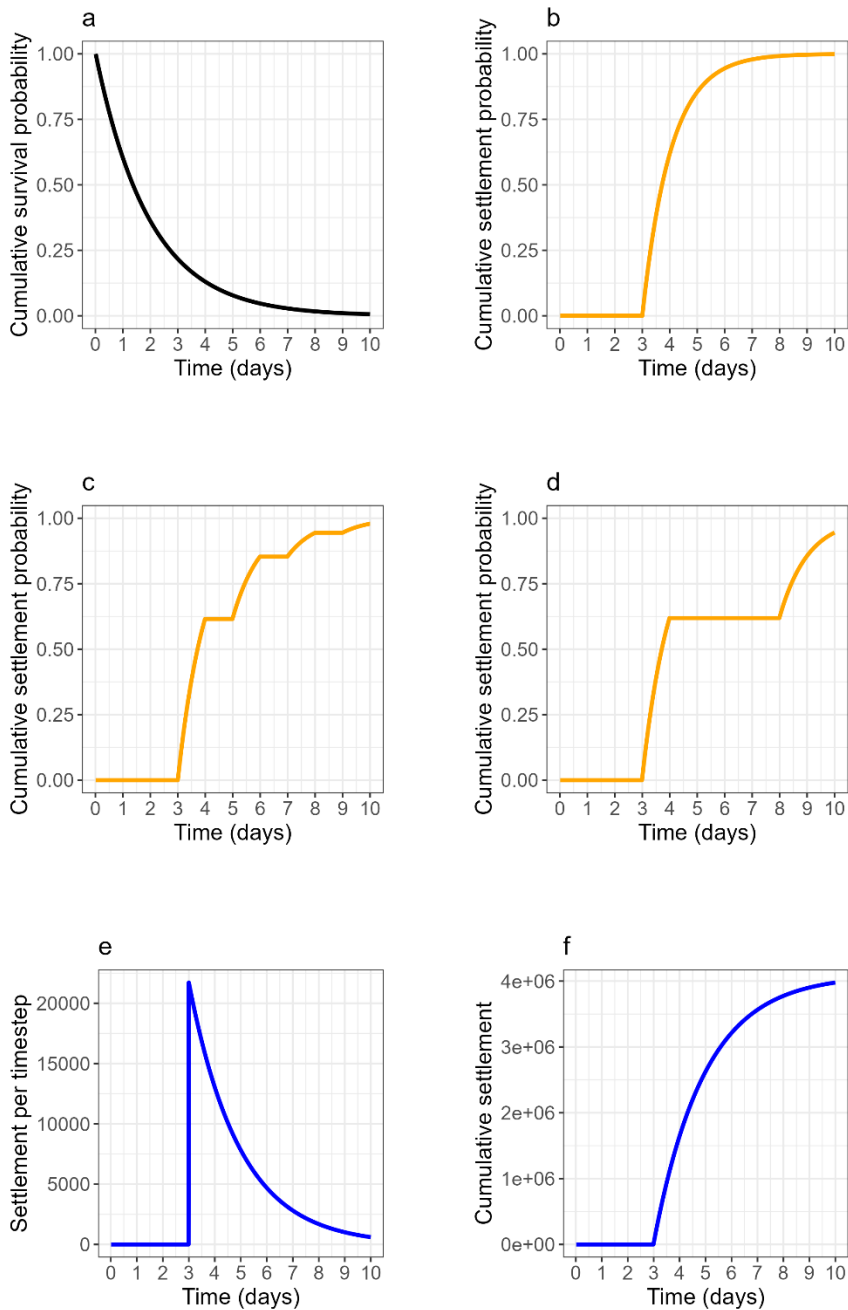 a
Cumulative survival probability
1.00
0.75
0.50
0.25
0.00
0 1 2 3 4 5 6 7 8 9 10
Time (days)
b
Cumulative settlement probability
1.00
0.75
0.50
0.25
0.00
0 1 2 3 4 5 6 7 8 9 10
Time (days)
c
Cumulative settlement probability
1.00
0.75
0.50
0.25
0.00
0 1 2 3 4 5 6 7 8 9 10
Time (days)
d
Cumulative settlement probability
1.00
0.75
0.50
0.25
0.00
0 1 2 3 4 5 6 7 8 9 10
Time (days)
e
Settlement per timestep
20000
15000
10000
5000
0
0 1 2 3 4 5 6 7 8 9 10
Time (days)
f
Cumulative settlement
4e+06
3e+06
2e+06
1e+06
0e+00
0 1 2 3 4 5 6 7 8 9 10
Time (days)